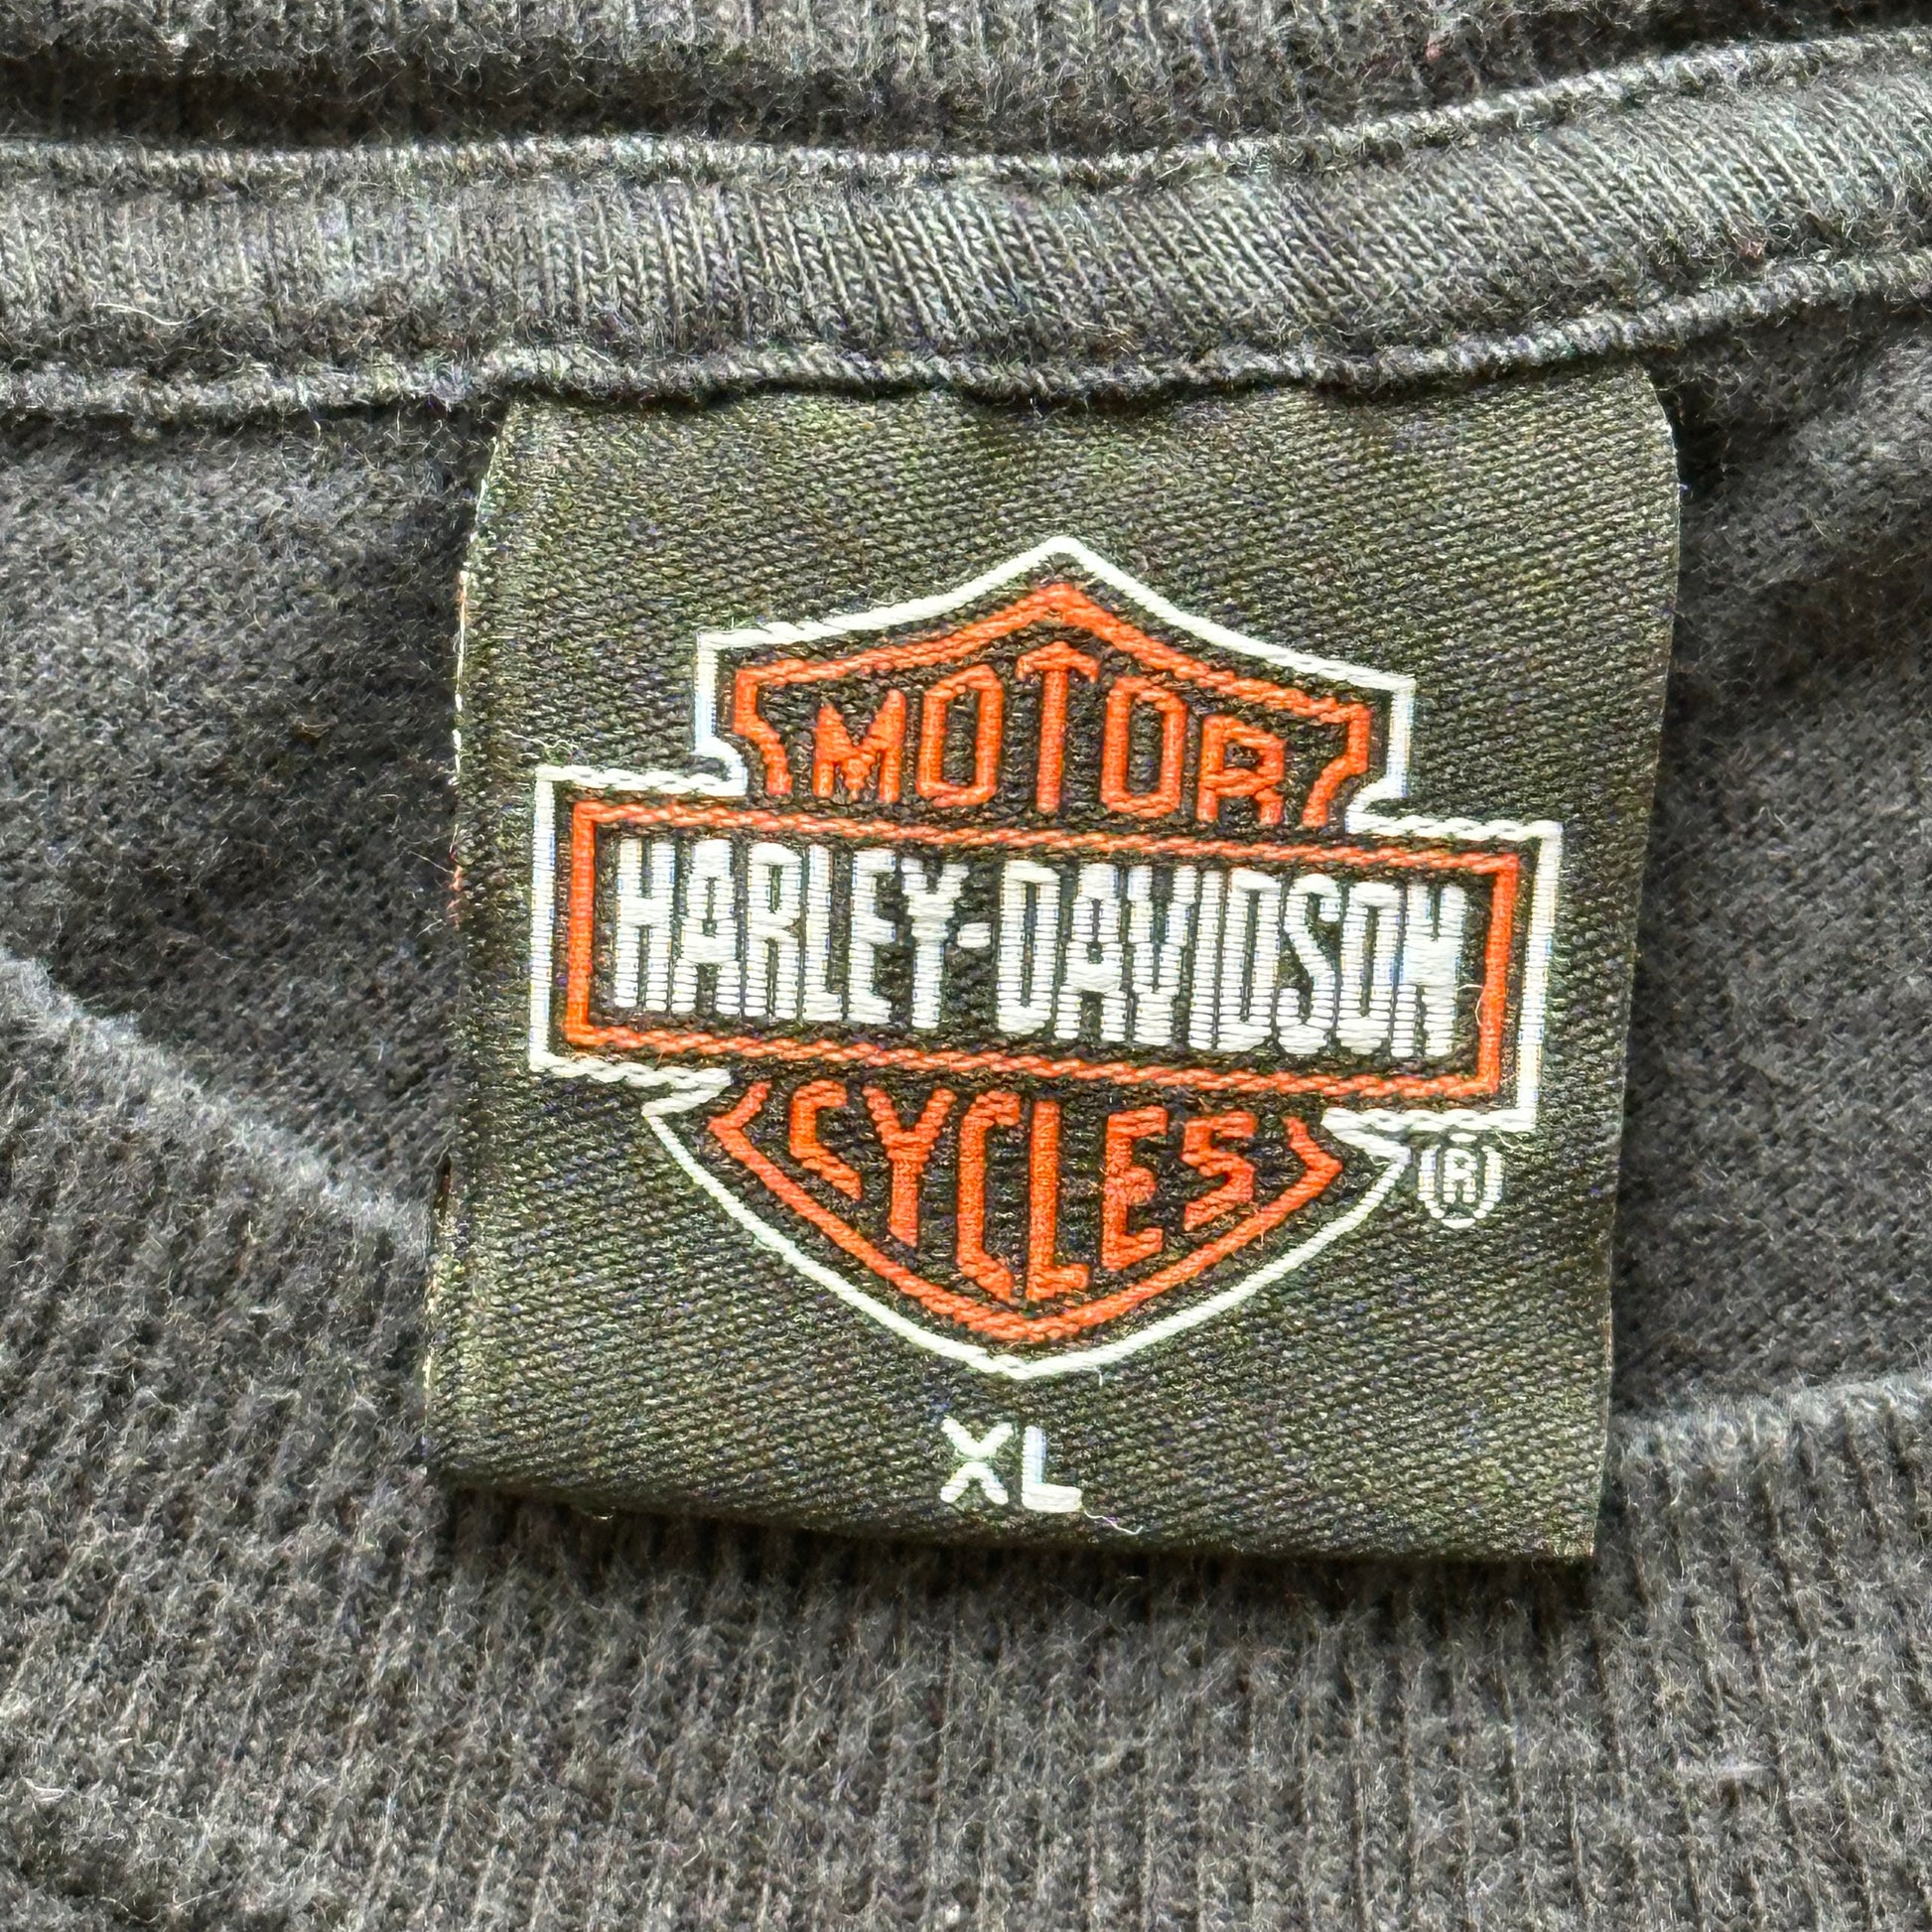 MOTOR
HARLEY-DAVIDSON
CYCLES
®
XL